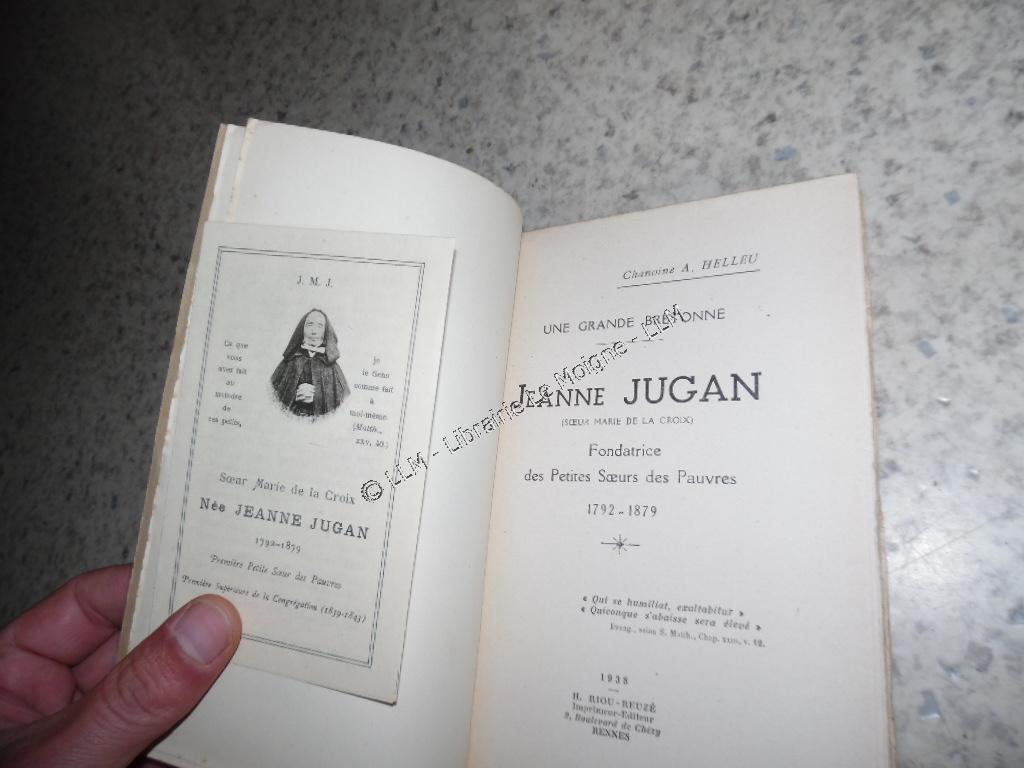 J. M. J.
Ce que
vous
avez fait
au
moindre
de
ces petits,
je
le tiens
comme fait
à
moi-même.
(Matth.,
xxv, 40.)
Sœur Marie de la Croix
Née JEANNE JUGAN
1792-1879
Première Petite Sœur des Pauvres
Première Supérieure de la Congrégation (1839-1843)
Chanoine A. HELLEU
UNE GRANDE BRETONNE
JEANNE JUGAN
(SŒUR MARIE DE LA CROIX)
Fondatrice
des Petites Sœurs des Pauvres
1792-1879
« Qui se humiliat, exaltabitur »
« Quiconque s'abaisse sera élevé »
Evang., selon S. Matth., Chap. XXIII, v. 12.
1938
H. RIOU-REUZÉ
Imprimeur-Editeur
9, Boulevard de Chézy
RENNES
© LLM - Librairie Le Moigne - LLM